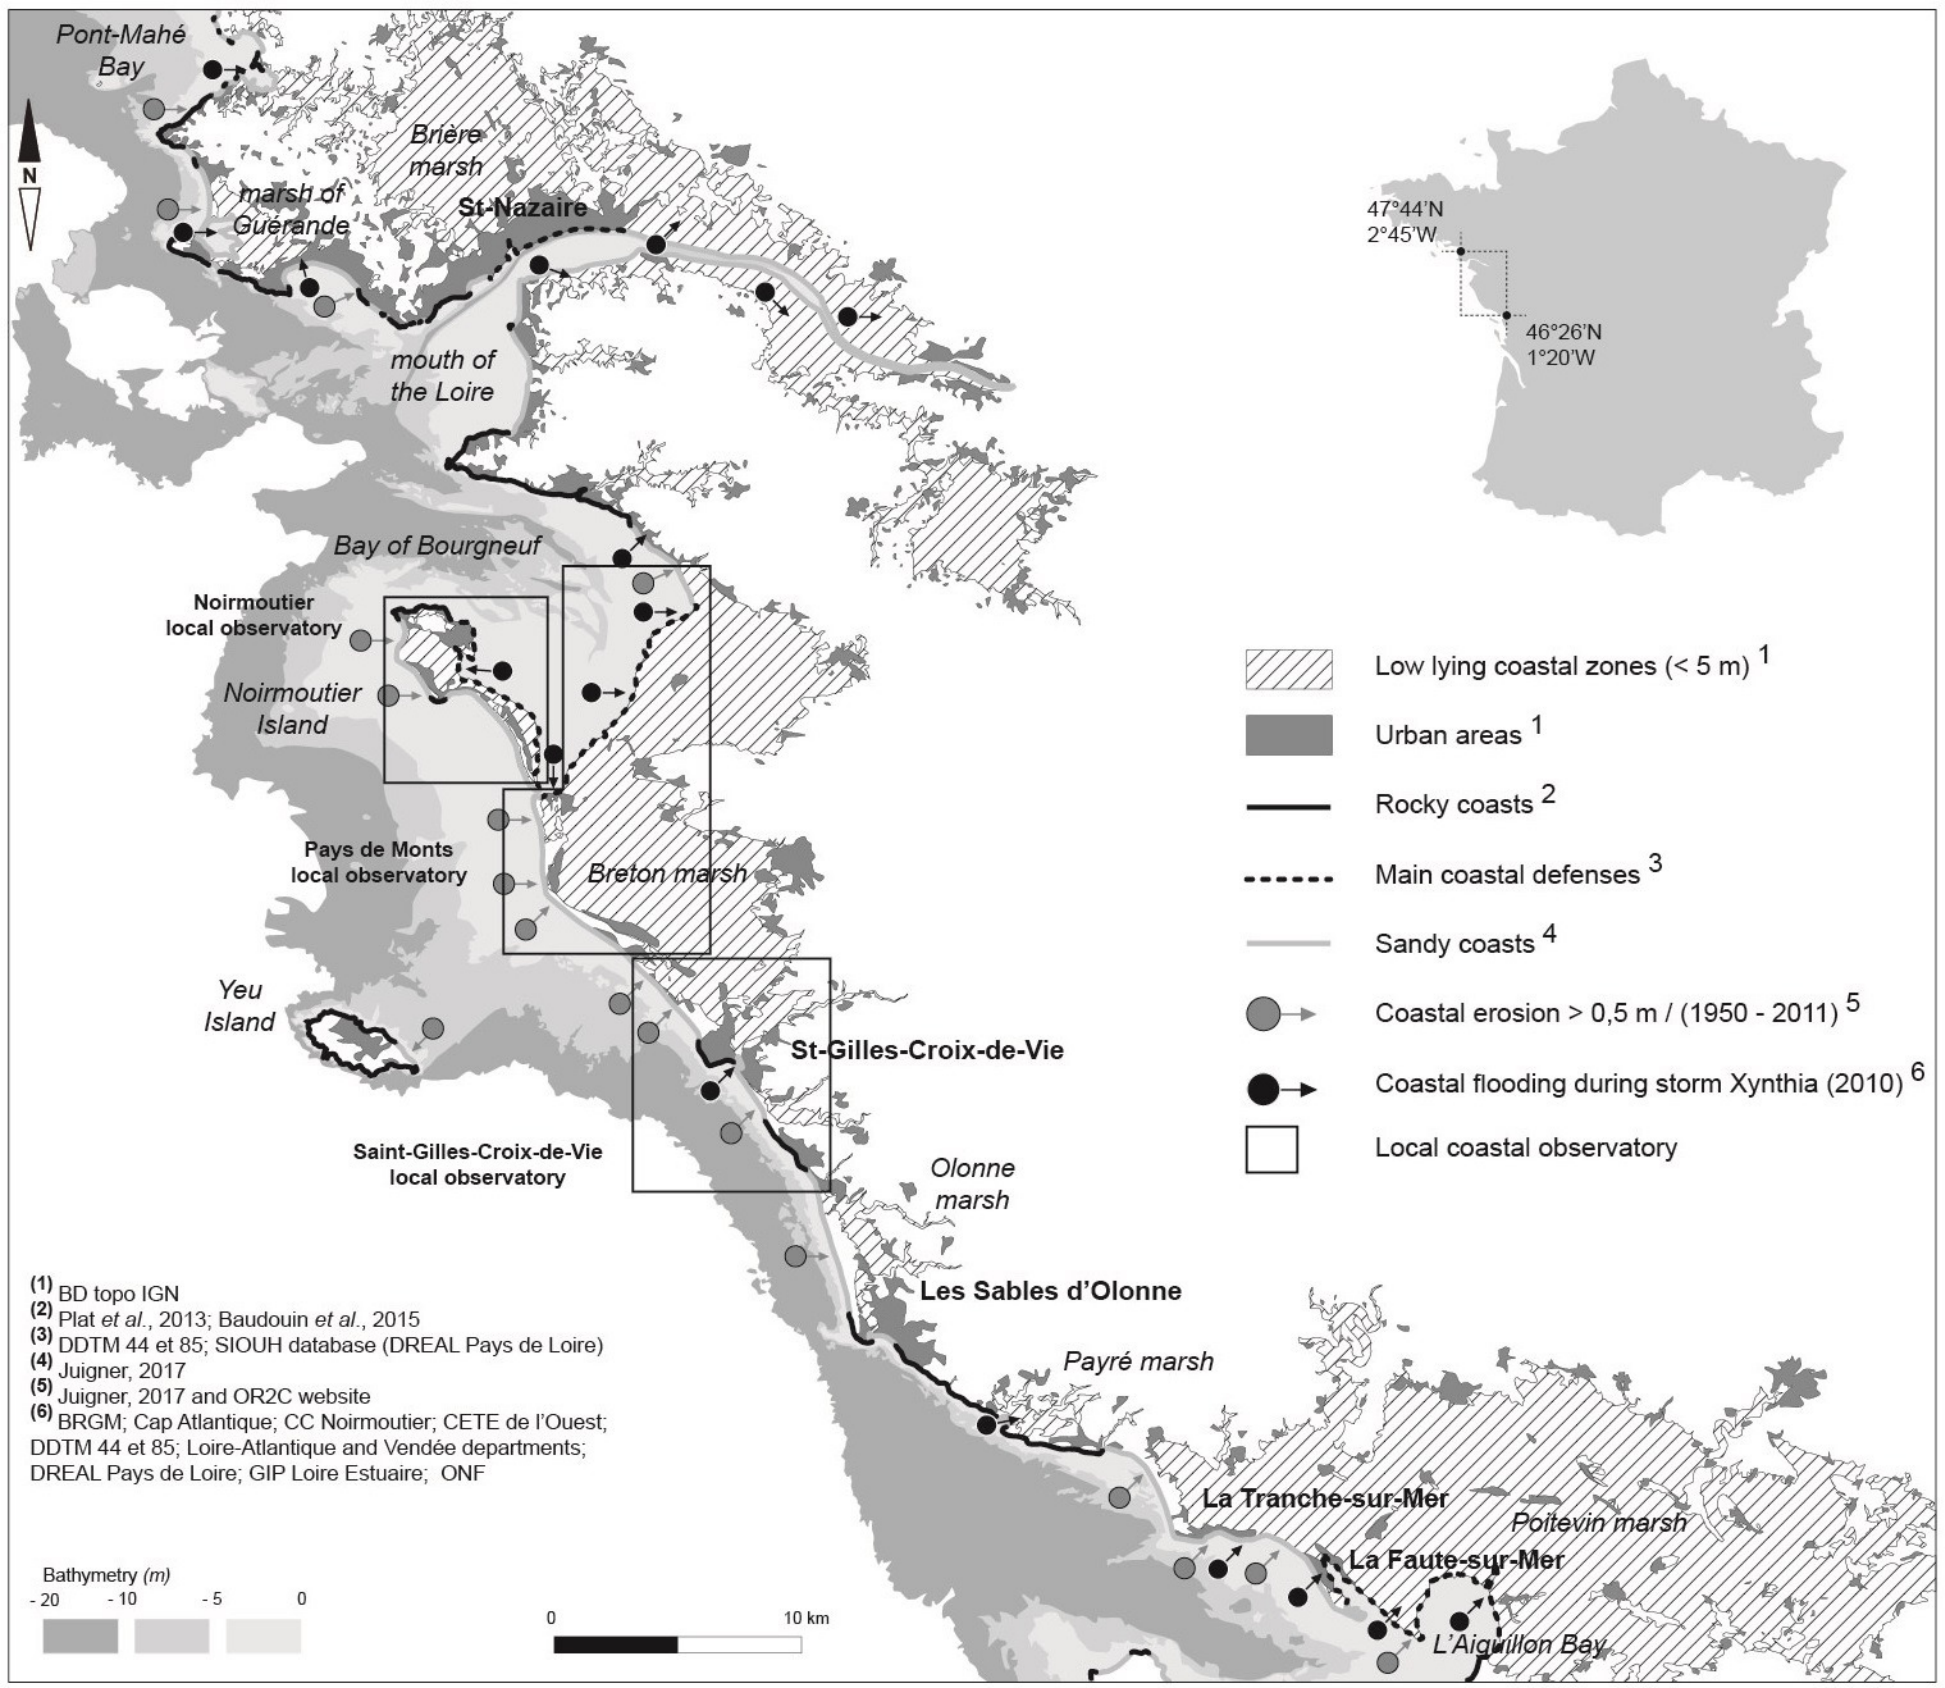 Pont-Mahé
Bay
N
Brière
marsh
marsh of
Guérande
St-Nazaire
mouth of
the Loire
Bay of Bourgneuf
Noirmoutier
local observatory
Noirmoutier
Island
Pays de Monts
local observatory
Breton marsh
Yeu
Island
St-Gilles-Croix-de-Vie
Saint-Gilles-Croix-de-Vie
local observatory
Olonne
marsh
Les Sables d'Olonne
Payré marsh
La Tranche-sur-Mer
Poitevin marsh
La Faute-sur-Mer
L'Aiguillon Bay
47°44'N
2°45'W
46°26'N
1°20'W
Low lying coastal zones (< 5 m) 1
Urban areas 1
Rocky coasts 2
Main coastal defenses 3
Sandy coasts 4
Coastal erosion > 0,5 m / (1950 - 2011) 5
Coastal flooding during storm Xynthia (2010) 6
Local coastal observatory
(1) BD topo IGN
(2) Plat et al., 2013; Baudouin et al., 2015
(3) DDTM 44 et 85; SIOUH database (DREAL Pays de Loire)
(4) Juigner, 2017
(5) Juigner, 2017 and OR2C website
(6) BRGM; Cap Atlantique; CC Noirmoutier; CETE de l'Ouest;
DDTM 44 et 85; Loire-Atlantique and Vendée departments;
DREAL Pays de Loire; GIP Loire Estuaire; ONF
Bathymetry (m)
- 20 - 10 - 5 0
0 10 km